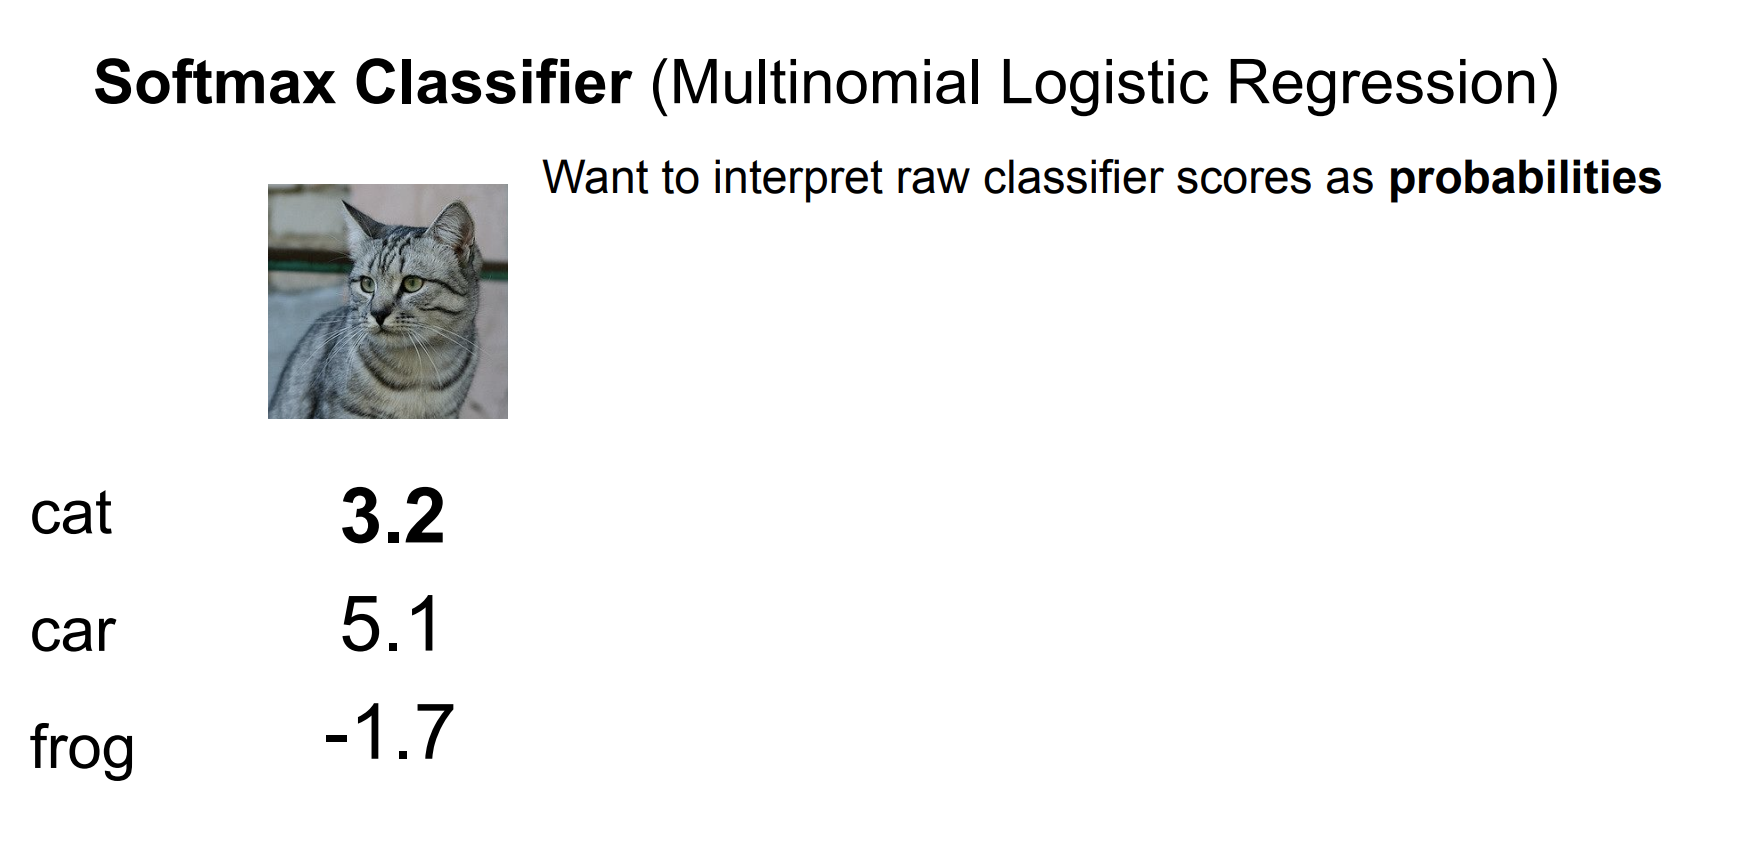 Softmax Classifier (Multinomial Logistic Regression)
Want to interpret raw classifier scores as probabilities
cat 3.2
car 5.1
frog -1.7